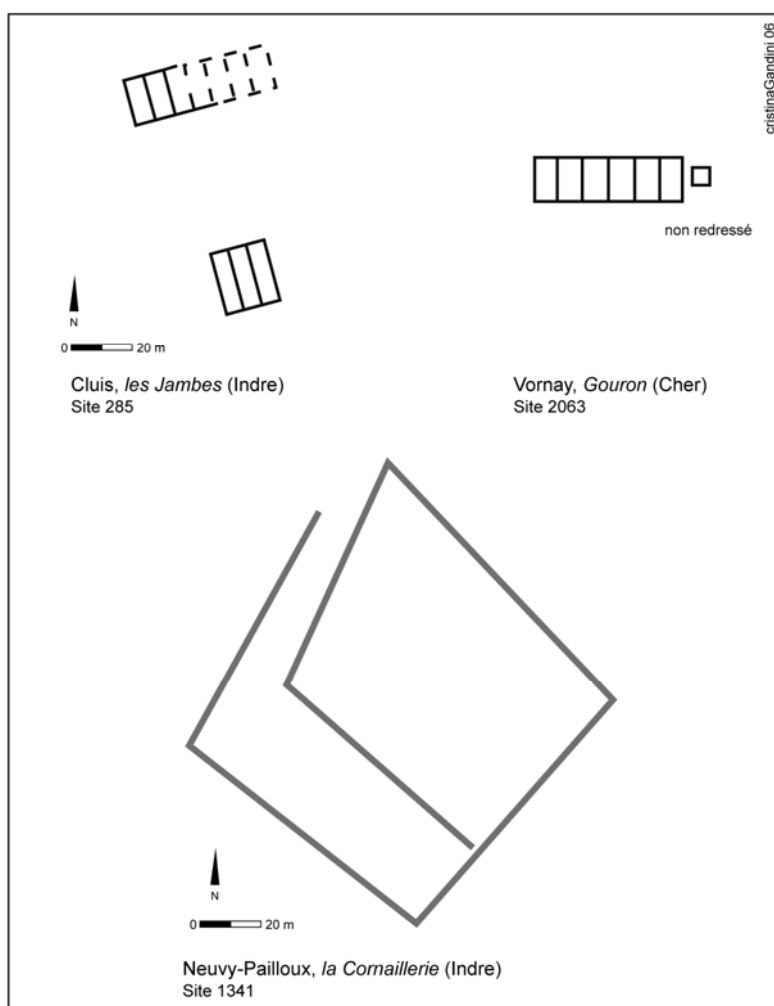 cristinaGandini 06
non redressé
N
0 20 m
Cluis, les Jambes (Indre)
Site 285
Vornay, Gouron (Cher)
Site 2063
N
0 20 m
Neuvy-Pailloux, la Cornaillerie (Indre)
Site 1341